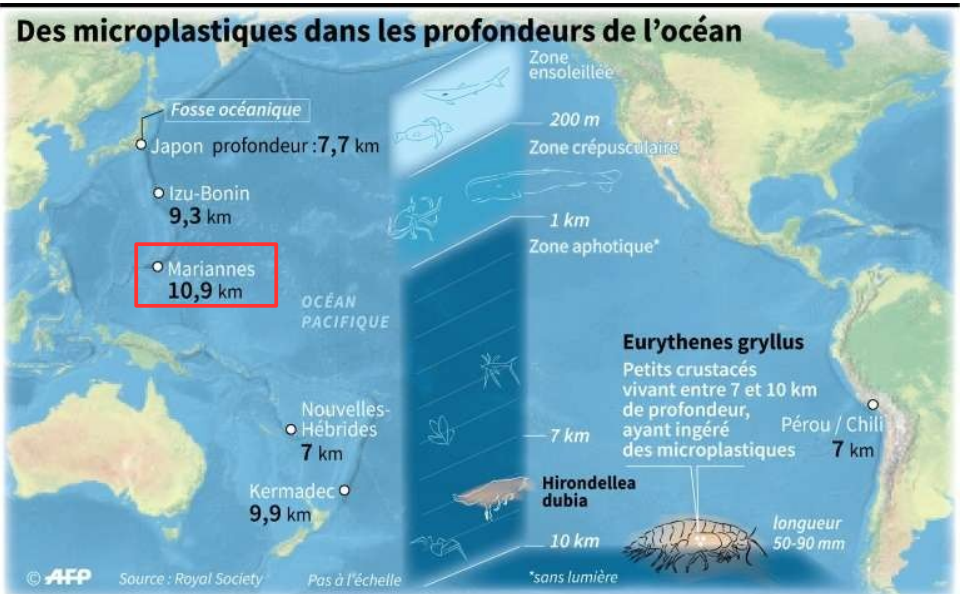 Des microplastiques dans les profondeurs de l'océan
Zone
ensoleillée
Fosse océanique
200 m
Japon profondeur : 7,7 km
Zone crépusculaire
Izu-Bonin
9,3 km
1 km
Zone aphotique*
Mariannes
10,9 km
OCÉAN
PACIFIQUE
Eurythenes gryllus
Petits crustacés
vivant entre 7 et 10 km
de profondeur,
ayant ingéré
des microplastiques
Nouvelles-
Hébrides
7 km
Pérou / Chili
7 km
7 km
Kermadec
9,9 km
Hirondellea
dubia
10 km
longueur
50-90 mm
© AFP Source : Royal Society Pas à l'échelle
*sans lumière